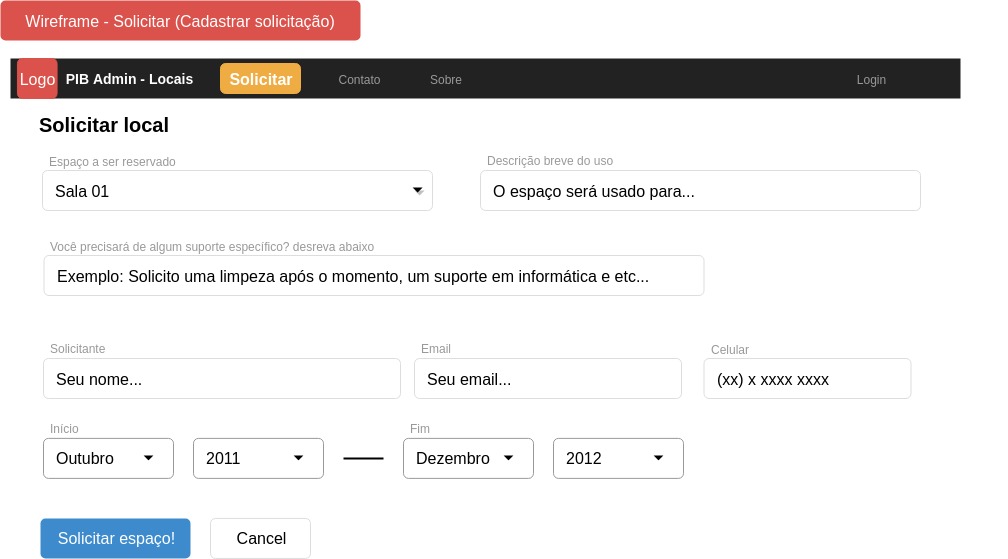 Wireframe - Solicitar (Cadastrar solicitação)
Logo PIB Admin - Locais Solicitar Contato Sobre Login
Solicitar local
Espaço a ser reservado Descrição breve do uso
Sala 01 O espaço será usado para...
Você precisará de algum suporte específico? desreva abaixo
Exemplo: Solicito uma limpeza após o momento, um suporte em informática e etc...
Solicitante Email Celular
Seu nome... Seu email... (xx) x xxxx xxxx
Início Fim
Outubro 2011 Dezembro 2012
Solicitar espaço! Cancel